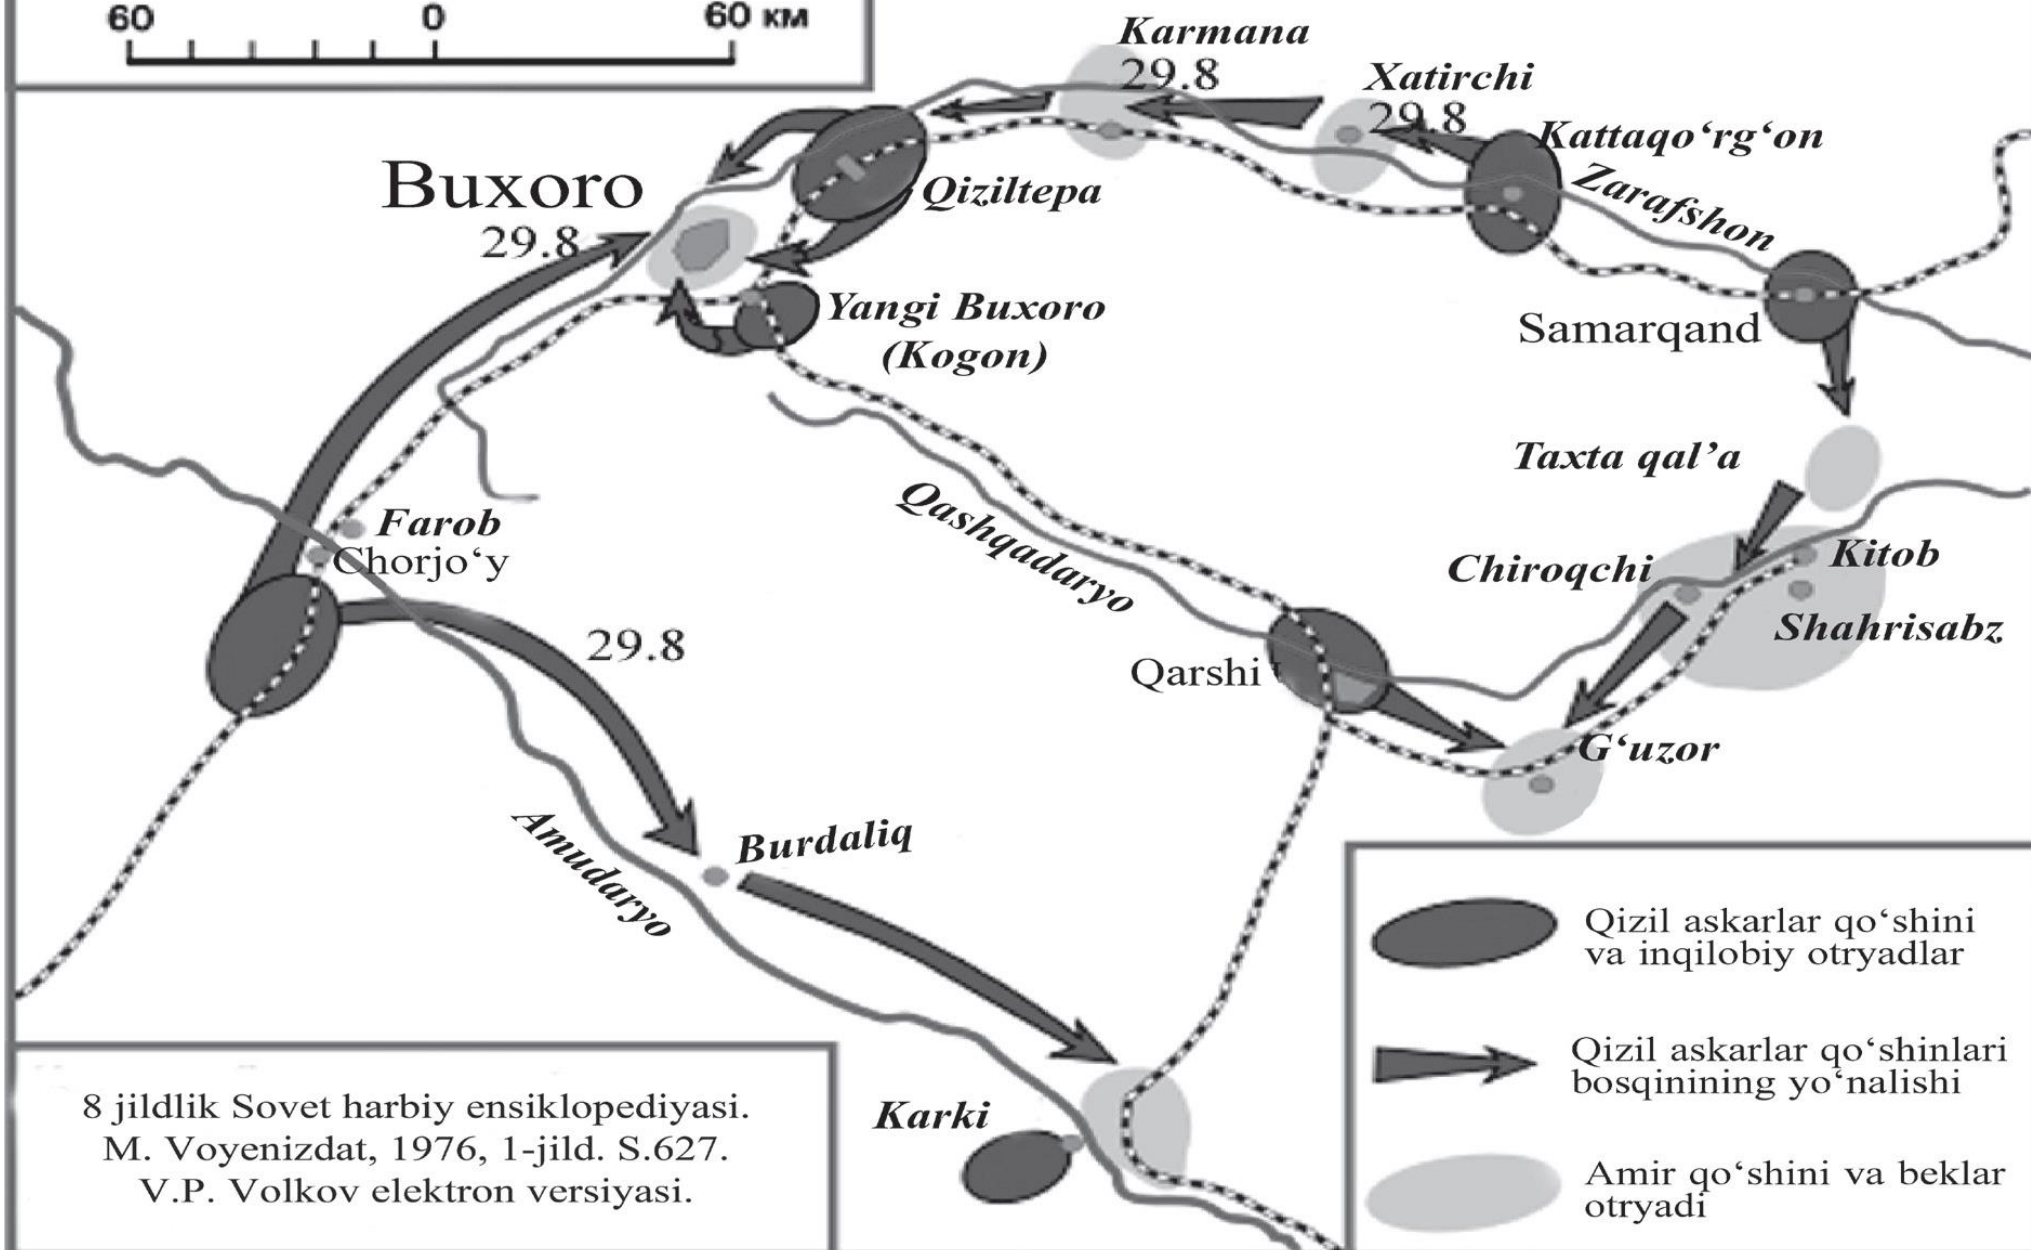 60 0 60 км
Karmana
29.8
Xatirchi
29.8
Kattaqo‘rg‘on
Zarafshon
Buxoro
29.8
Qiziltepa
Yangi Buxoro
(Kogon)
Samarqand
Taxta qal’a
Farob
Chorjo‘y
Qashqadaryo
Chiroqchi
Kitob
Shahrisabz
29.8
Qarshi
G‘uzor
Amudaryo
Burdaliq
Karki
Qizil askarlar qo‘shini
va inqilobiy otryadlar
Qizil askarlar qo‘shinlari
bosqinining yo‘nalishi
Amir qo‘shini va beklar
otryadi
8 jildlik Sovet harbiy ensiklopediyasi.
M. Voyenizdat, 1976, 1-jild. S.627.
V.P. Volkov elektron versiyasi.